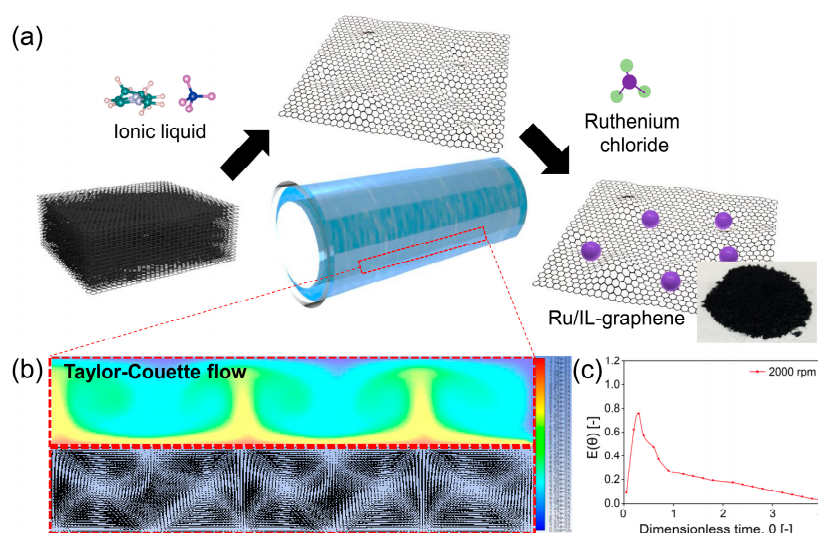 (a)
Ionic liquid
Ruthenium
chloride
Ru/IL-graphene
(b)
Taylor-Couette flow
(c)
2000 rpm
E(θ) [-]
1.2
1.0
0.8
0.6
0.4
0.2
0.0
0
1
2
3
Dimensionless time, θ [-]